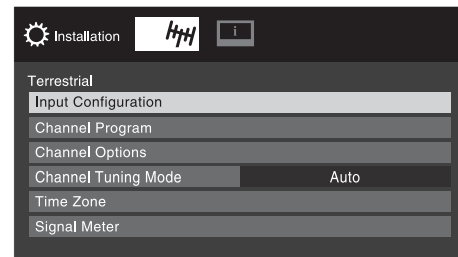 Installation
i
Terrestrial
Input Configuration
Channel Program
Channel Options
Channel Tuning Mode Auto
Time Zone
Signal Meter